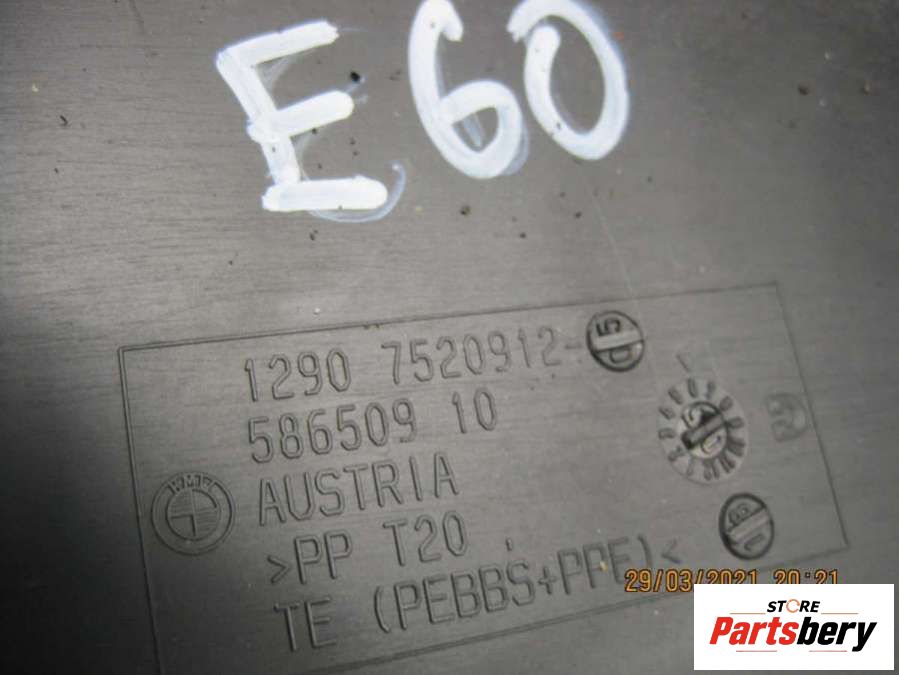 E60
1290 7520912-
586509 10
AUSTRIA
>PP T20
TE (PEBBS+PPE)<
29/03/2021 20:21
STORE
Partsbery